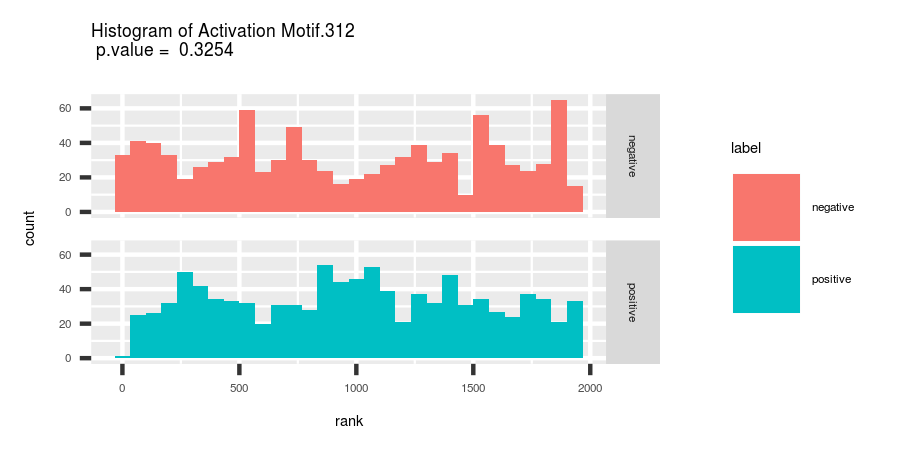 Histogram of Activation Motif.312
p.value =  0.3254
count
60
40
20
0
negative
60
40
20
0
positive
0
500
1000
1500
2000
rank
label
negative
positive